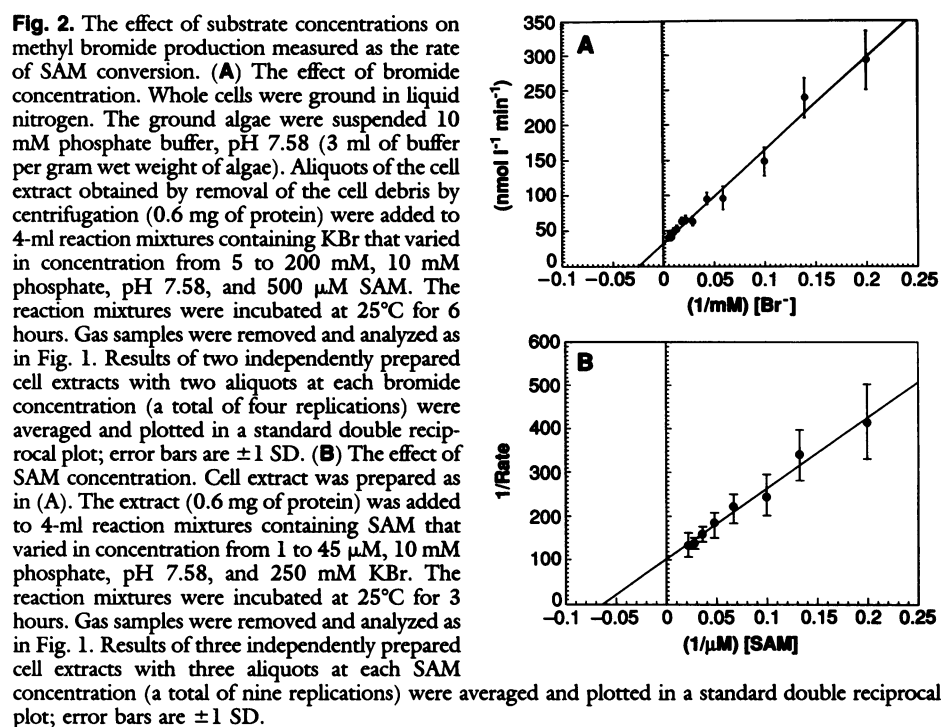 Fig. 2. The effect of substrate concentrations on
methyl bromide production measured as the rate
of SAM conversion. (A) The effect of bromide
concentration. Whole cells were ground in liquid
nitrogen. The ground algae were suspended 10
mM phosphate buffer, pH 7.58 (3 ml of buffer
per gram wet weight of algae). Aliquots of the cell
extract obtained by removal of the cell debris by
centrifugation (0.6 mg of protein) were added to
4-ml reaction mixtures containing KBr that varied
in concentration from 5 to 200 mM, 10 mM
phosphate, pH 7.58, and 500 μM SAM. The
reaction mixtures were incubated at 25°C for 6
hours. Gas samples were removed and analyzed as
in Fig. 1. Results of two independently prepared
cell extracts with two aliquots at each bromide
concentration (a total of four replications) were
averaged and plotted in a standard double recip-
rocal plot; error bars are ±1 SD. (B) The effect of
SAM concentration. Cell extract was prepared as
in (A). The extract (0.6 mg of protein) was added
to 4-ml reaction mixtures containing SAM that
varied in concentration from 1 to 45 μM, 10 mM
phosphate, pH 7.58, and 250 mM KBr. The
reaction mixtures were incubated at 25°C for 3
hours. Gas samples were removed and analyzed as
in Fig. 1. Results of three independently prepared
cell extracts with three aliquots at each SAM
concentration (a total of nine replications) were averaged and plotted in a standard double reciprocal
plot; error bars are ±1 SD.
A
(nmol l⁻¹ min⁻¹)
350
300
250
200
150
100
50
0
−0.1 −0.05 0 0.05 0.1 0.15 0.2 0.25
(1/mM) [Br⁻]
B
1/Rate
600
500
400
300
200
100
0
−0.1 −0.05 0 0.05 0.1 0.15 0.2 0.25
(1/μM) [SAM]